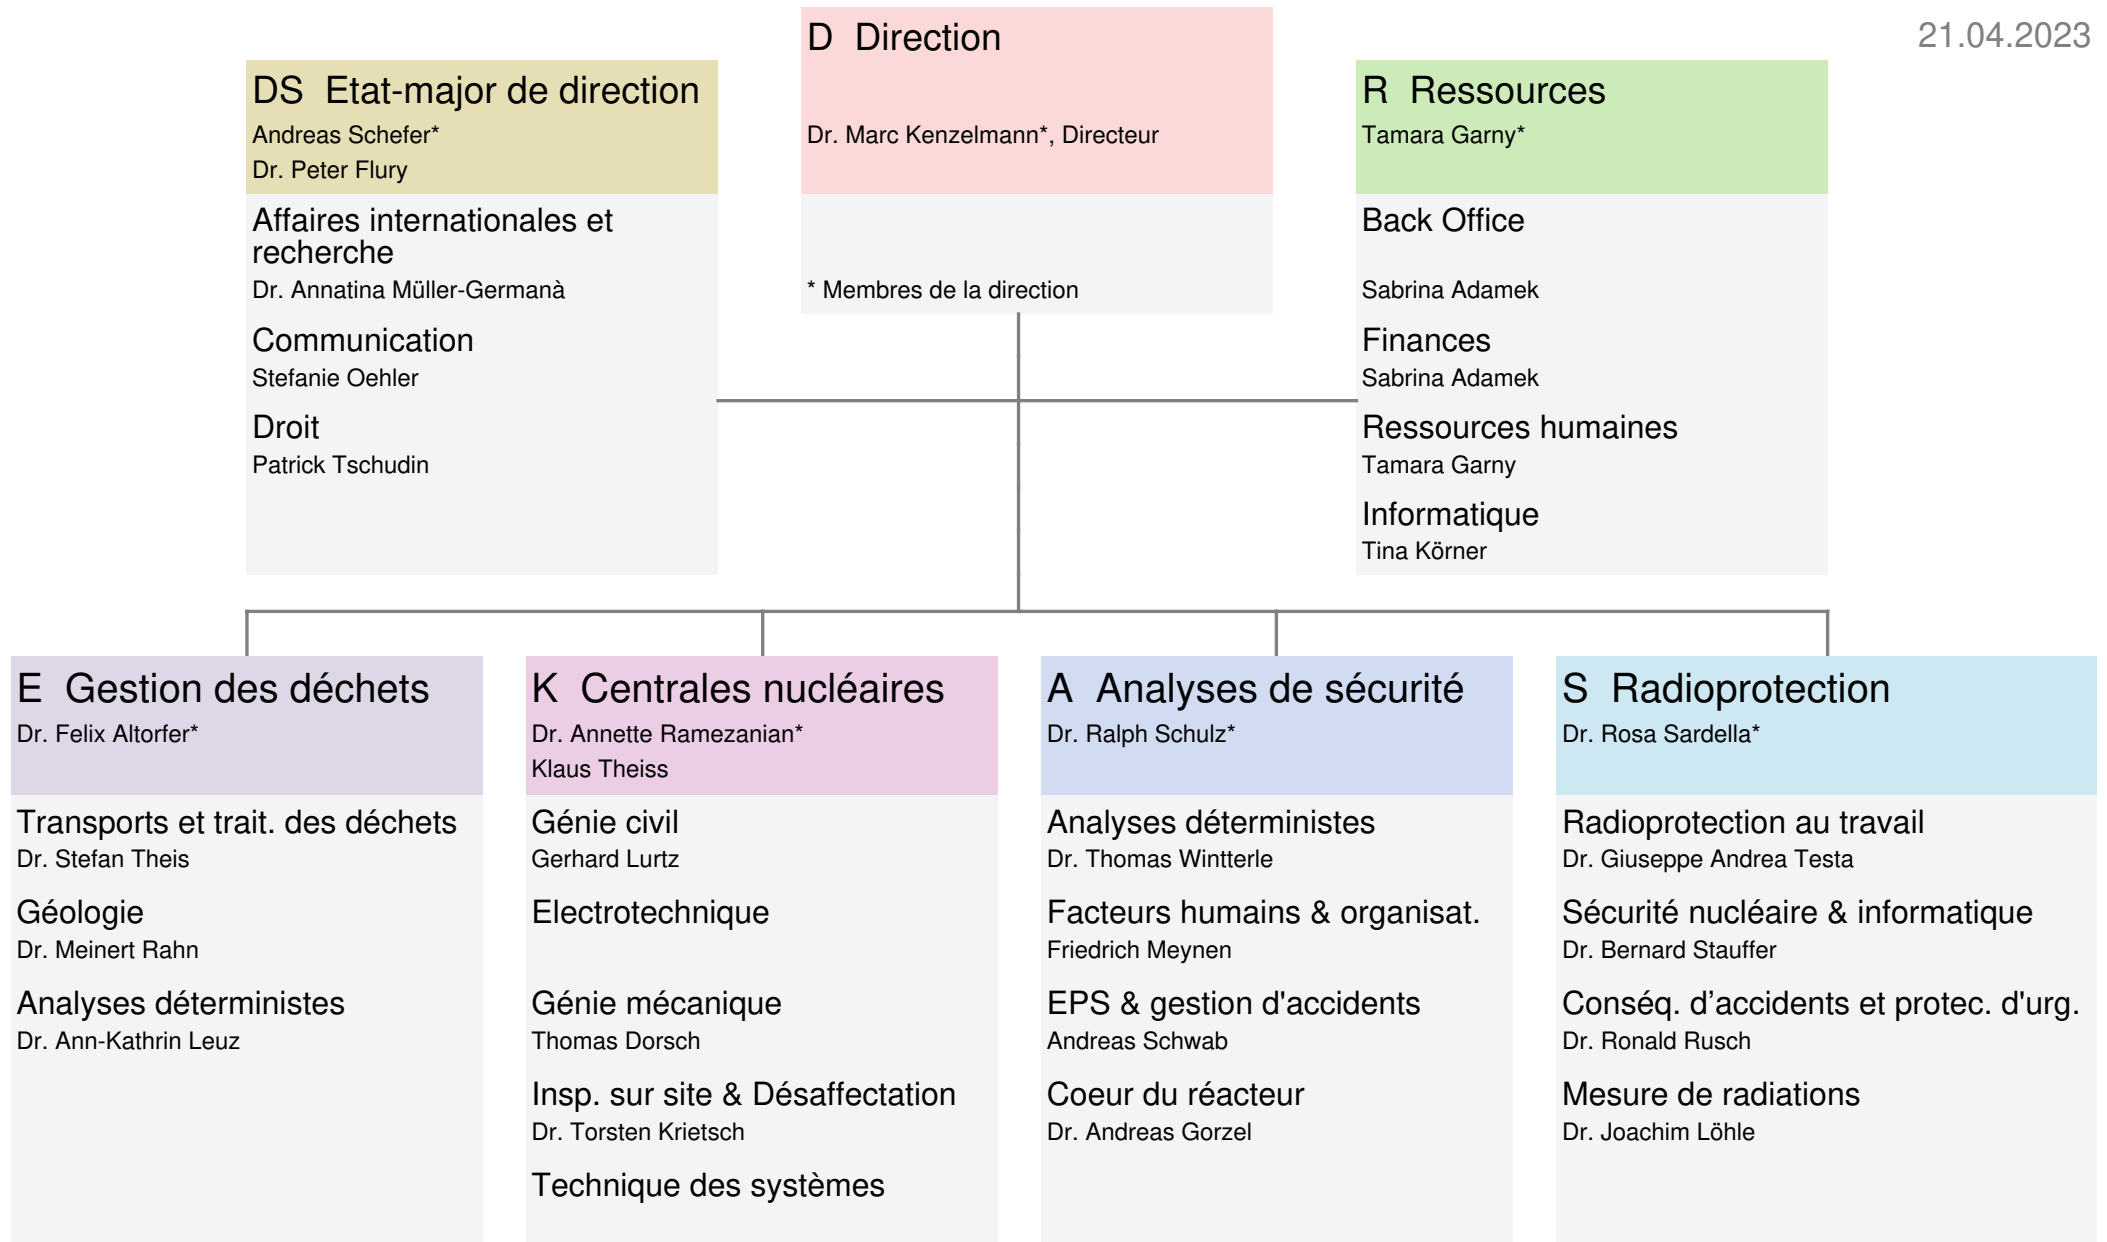 21.04.2023
D Direction
Dr. Marc Kenzelmann*, Directeur
* Membres de la direction
DS Etat-major de direction
Andreas Schefer*
Dr. Peter Flury
Affaires internationales et
recherche
Dr. Annatina Müller-Germanà
Communication
Stefanie Oehler
Droit
Patrick Tschudin
R Ressources
Tamara Garny*
Back Office
Sabrina Adamek
Finances
Sabrina Adamek
Ressources humaines
Tamara Garny
Informatique
Tina Körner
E Gestion des déchets
Dr. Felix Altorfer*
Transports et trait. des déchets
Dr. Stefan Theis
Géologie
Dr. Meinert Rahn
Analyses déterministes
Dr. Ann-Kathrin Leuz
K Centrales nucléaires
Dr. Annette Ramezanian*
Klaus Theiss
Génie civil
Gerhard Lurtz
Electrotechnique
Génie mécanique
Thomas Dorsch
Insp. sur site & Désaffectation
Dr. Torsten Krietsch
Technique des systèmes
A Analyses de sécurité
Dr. Ralph Schulz*
Analyses déterministes
Dr. Thomas Wintterle
Facteurs humains & organisat.
Friedrich Meynen
EPS & gestion d'accidents
Andreas Schwab
Coeur du réacteur
Dr. Andreas Gorzel
S Radioprotection
Dr. Rosa Sardella*
Radioprotection au travail
Dr. Giuseppe Andrea Testa
Sécurité nucléaire & informatique
Dr. Bernard Stauffer
Conséq. d’accidents et protec. d'urg.
Dr. Ronald Rusch
Mesure de radiations
Dr. Joachim Löhle